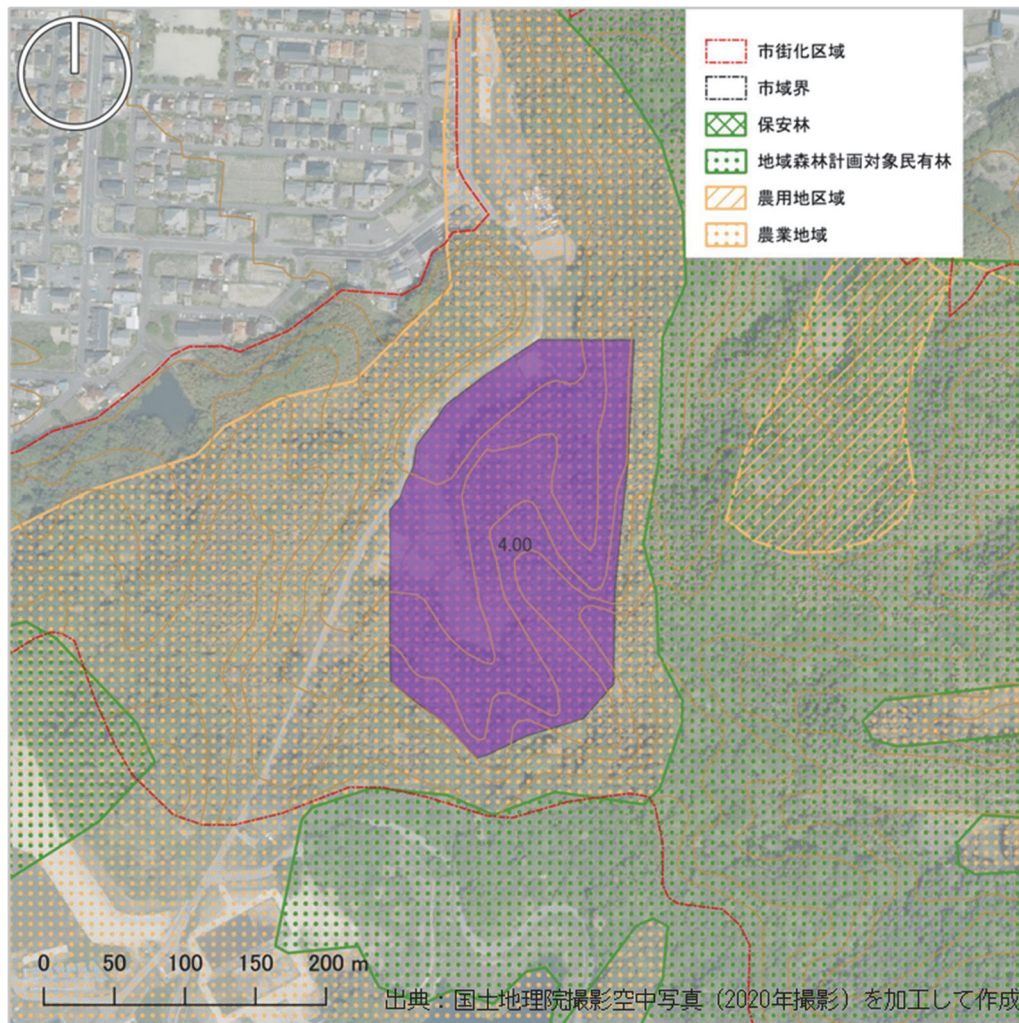 市街化区域
市域界
保安林
地域森林計画対象民有林
農用地区域
農業地域
4.00
0 50 100 150 200 m
出典：国土地理院撮影空中写真（2020年撮影）を加工して作成